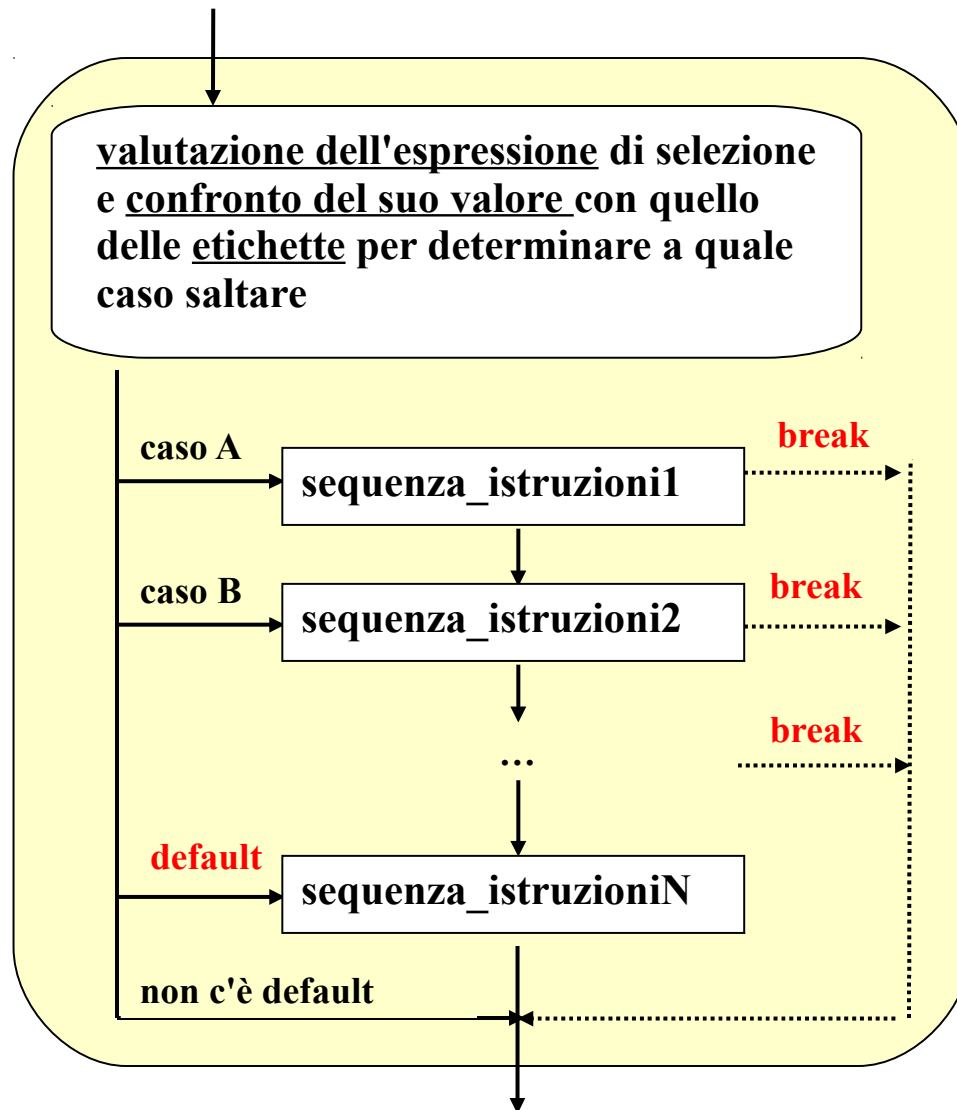 valutazione dell'espressione di selezione
e confronto del suo valore con quello
delle etichette per determinare a quale
caso saltare
caso A
break
sequenza_istruzioni1
caso B
break
sequenza_istruzioni2
break
...
default
sequenza_istruzioniN
non c'è default